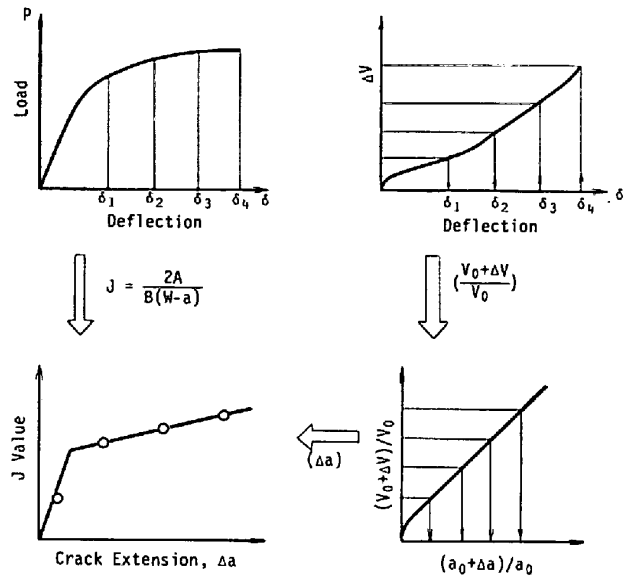 P
Load
δ1 δ2 δ3 δ4 δ
Deflection
ΔV
δ1 δ2 δ3 δ4 δ
Deflection
J = 2A / B(W-a)
(V0+ΔV / V0)
J Value
Crack Extension, Δa
(Δa)
(V0+ΔV)/V0
(a0+Δa)/a0